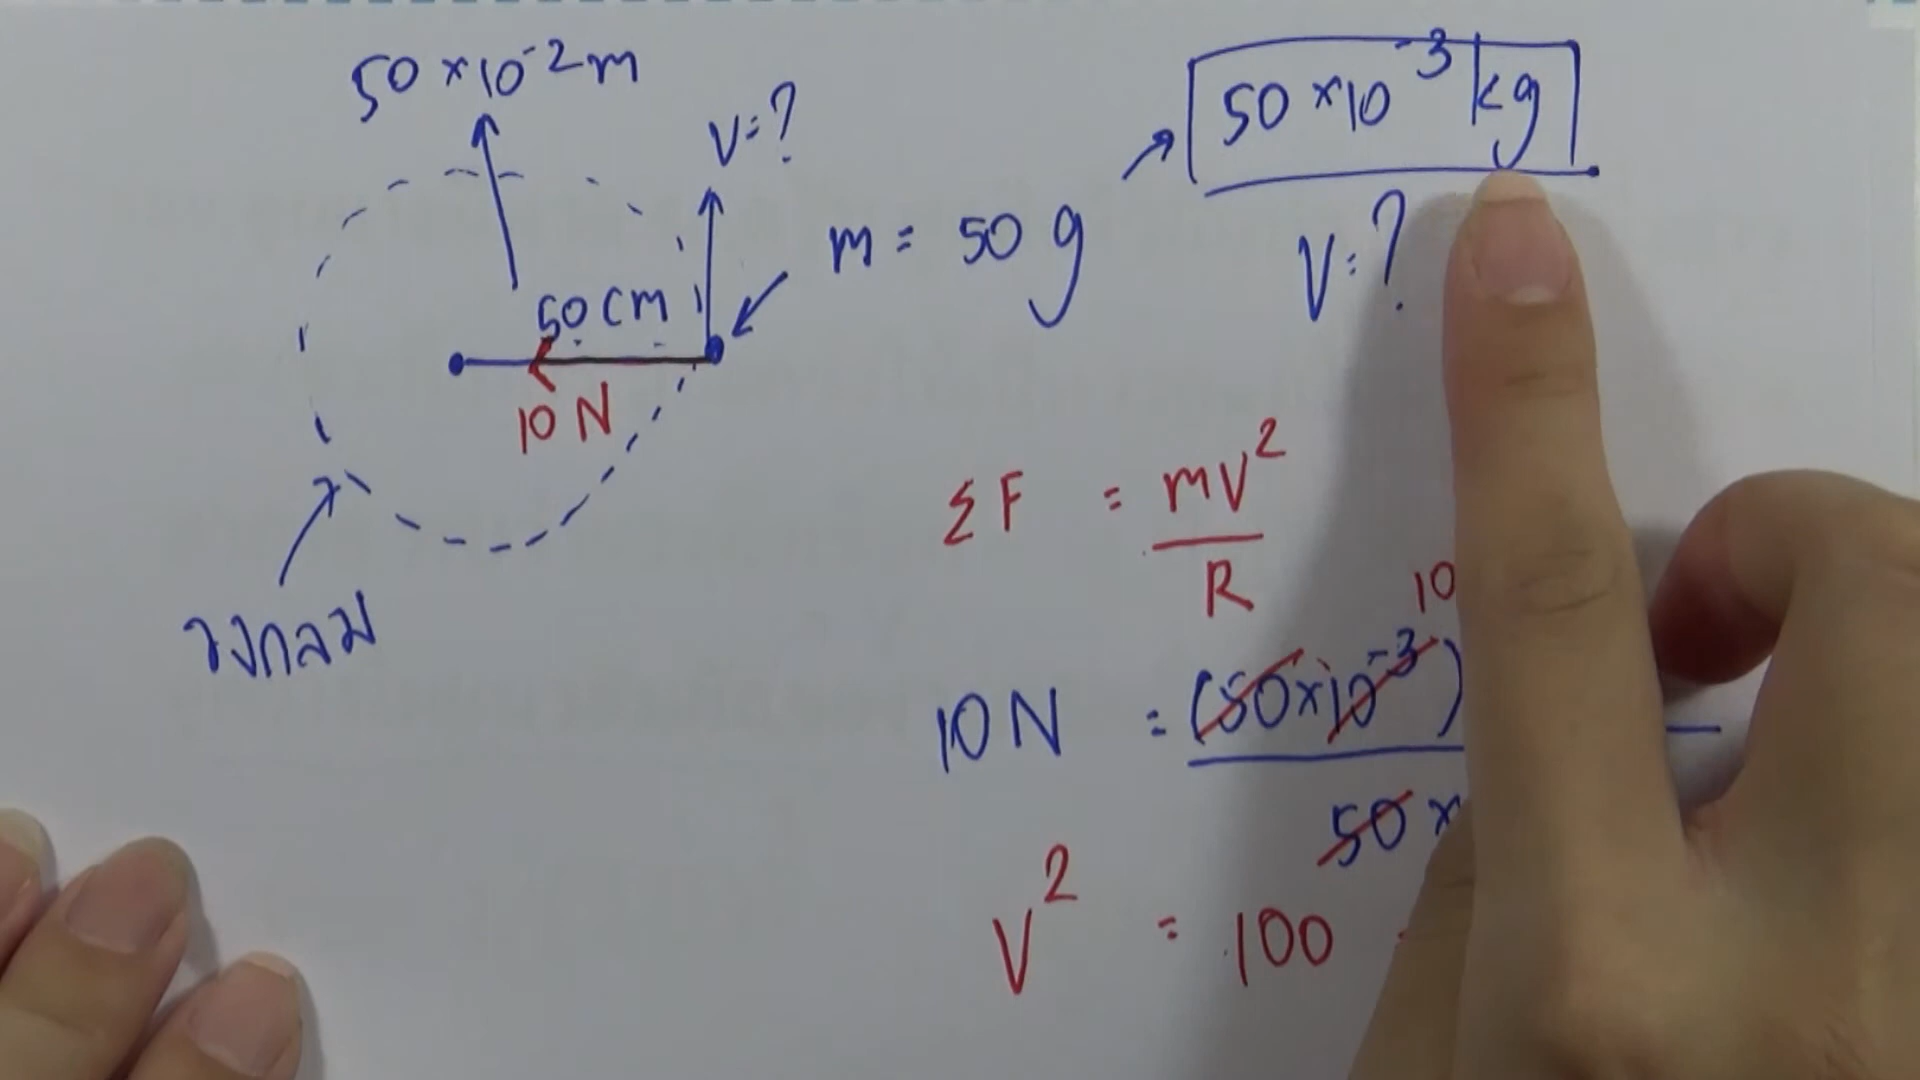 50 × 10⁻² m
V = ?
50 × 10⁻³ kg
m = 50 g
V = ?
50 cm
10 N
ΣF = mV²
R
วงกลม
10
10 N = (50×10⁻³)
50 ×
V² = 100